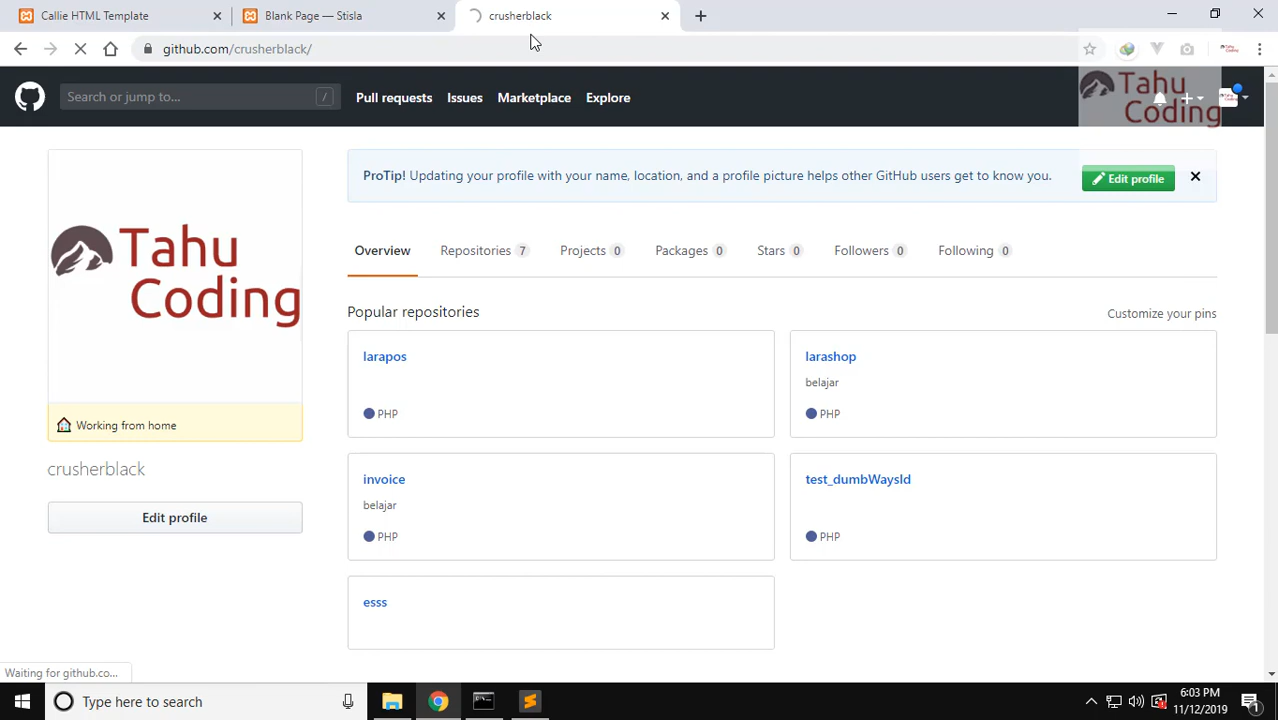 Callie HTML Template
Blank Page — Stisla
crusherblack
github.com/crusherblack/
Search or jump to...
/
Pull requests
Issues
Marketplace
Explore
Tahu
Coding
ProTip! Updating your profile with your name, location, and a profile picture helps other GitHub users get to know you.
Edit profile
Tahu
Coding
Working from home
crusherblack
Edit profile
Overview
Repositories 7
Projects 0
Packages 0
Stars 0
Followers 0
Following 0
Popular repositories
Customize your pins
larapos
PHP
larashop
belajar
PHP
invoice
belajar
PHP
test_dumbWaysId
PHP
esss
Waiting for github.co...
Type here to search
6:03 PM
11/12/2019
1